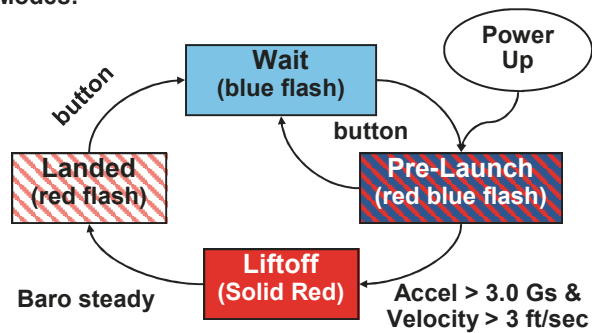 Modes:
Power
Up
Wait
(blue flash)
button
button
Landed
(red flash)
Pre-Launch
(red blue flash)
Liftoff
(Solid Red)
Baro steady
Accel > 3.0 Gs &
Velocity > 3 ft/sec